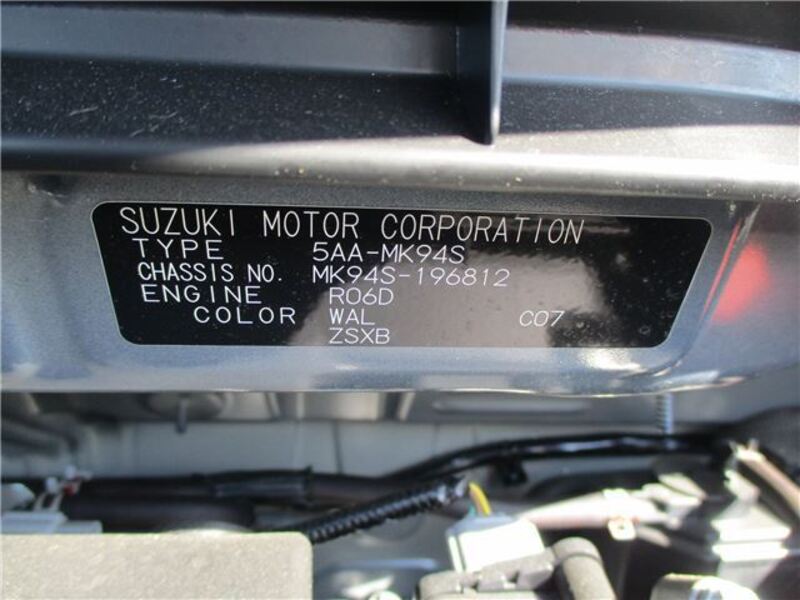 SUZUKI MOTOR CORPORATION
TYPE 5AA-MK94S
CHASSIS NO. MK94S-196812
ENGINE R06D
COLOR WAL C07
ZSXB